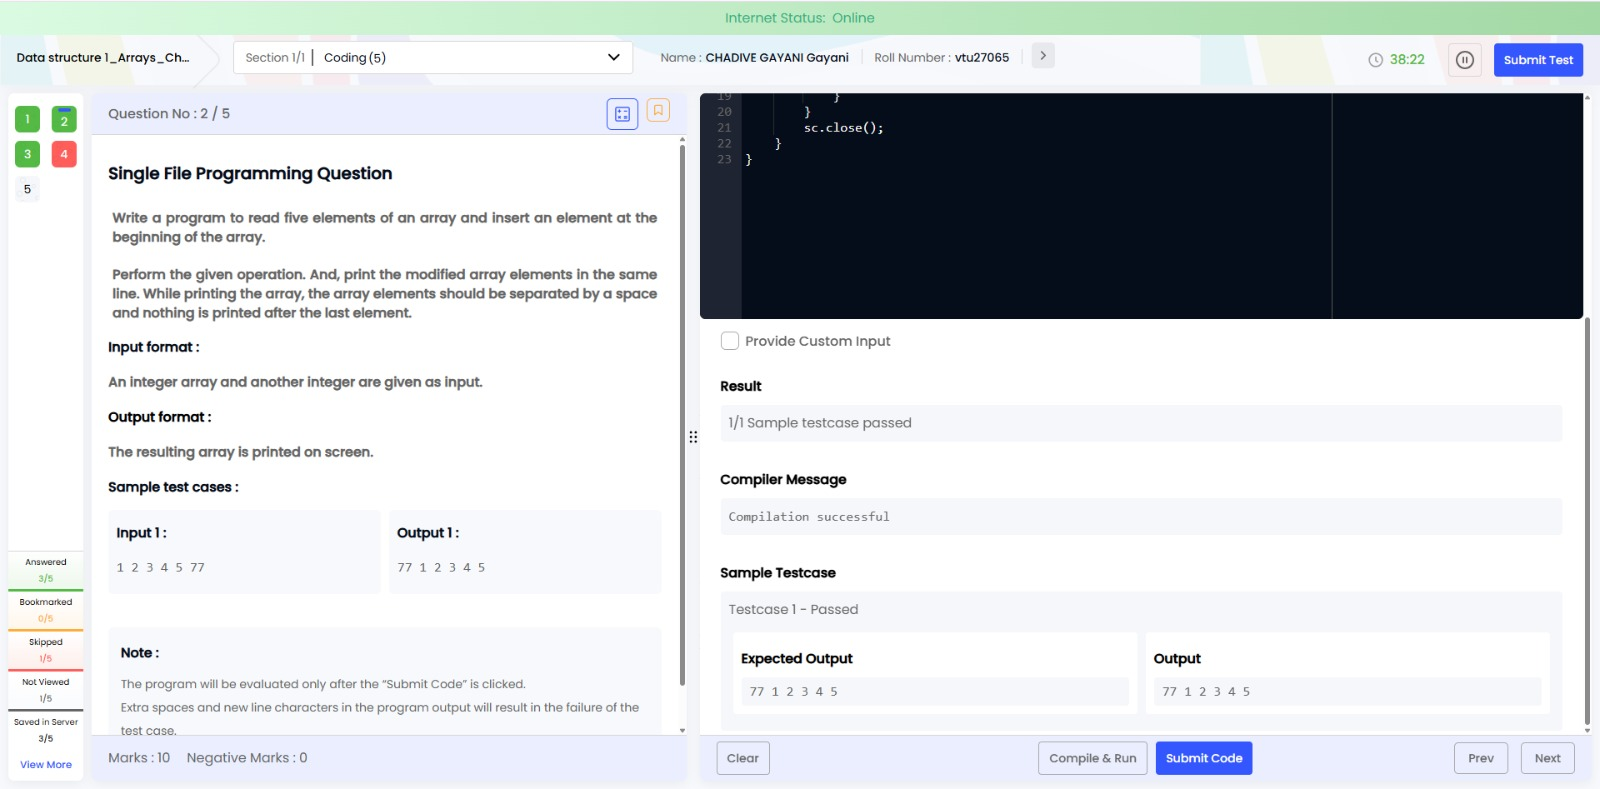 Internet Status: Online
Data structure 1_Arrays_Ch...
Section 1/1 | Coding (5)
Name : CHADIVE GAYANI Gayani
Roll Number : vtu27065
38:22
Submit Test
1 2
3 4
5
Question No : 2 / 5
Single File Programming Question
Write a program to read five elements of an array and insert an element at the
beginning of the array.
Perform the given operation. And, print the modified array elements in the same
line. While printing the array, the array elements should be separated by a space
and nothing is printed after the last element.
Input format :
An integer array and another integer are given as input.
Output format :
The resulting array is printed on screen.
Sample test cases :
Input 1 :
1 2 3 4 5 77
Output 1 :
77 1 2 3 4 5
Note :
The program will be evaluated only after the “Submit Code” is clicked.
Extra spaces and new line characters in the program output will result in the failure of the
test case.
Marks : 10 Negative Marks : 0
Answered
3/5
Bookmarked
0/5
Skipped
1/5
Not Viewed
1/5
Saved in Server
3/5
View More
19 }
20 }
21 sc.close();
22 }
23 }
Provide Custom Input
Result
1/1 Sample testcase passed
Compiler Message
Compilation successful
Sample Testcase
Testcase 1 - Passed
Expected Output
77 1 2 3 4 5
Output
77 1 2 3 4 5
Clear
Compile & Run
Submit Code
Prev
Next